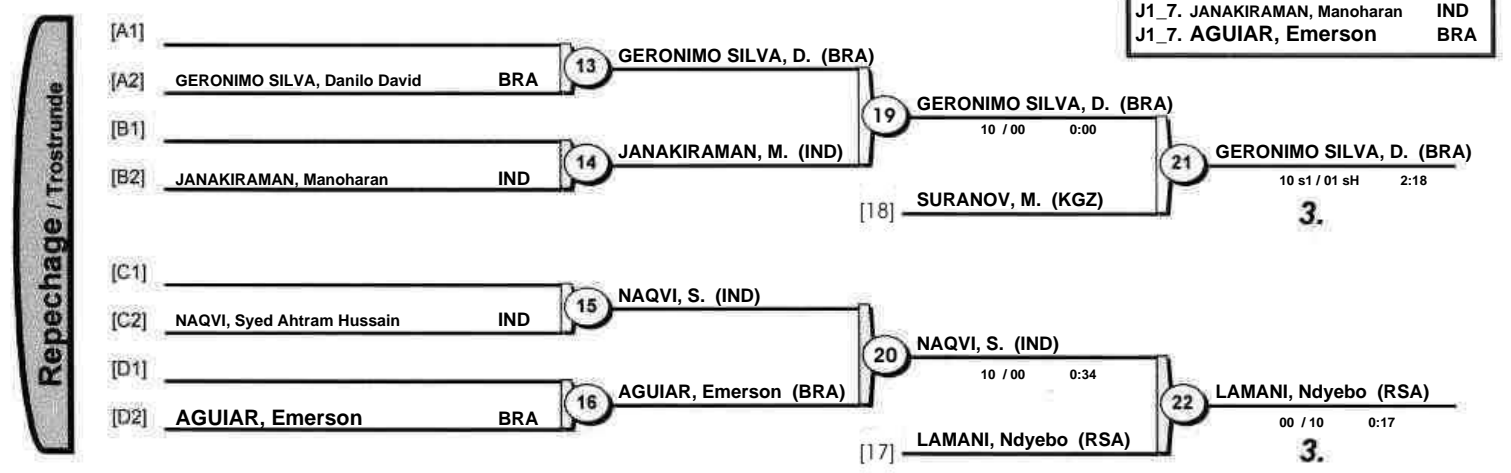 J1_7. JANAKIRAMAN, Manoharan IND
J1_7. AGUIAR, Emerson BRA
Repechage / Trostrunde
[A1]
GERONIMO SILVA, D. (BRA)
13
[A2] GERONIMO SILVA, Danilo David BRA
19
GERONIMO SILVA, D. (BRA)
10 / 00 0:00
[B1]
14
JANAKIRAMAN, M. (IND)
[B2] JANAKIRAMAN, Manoharan IND
21
GERONIMO SILVA, D. (BRA)
10 s1 / 01 sH 2:18
3.
[18] SURANOV, M. (KGZ)
[C1]
15
NAQVI, S. (IND)
[C2] NAQVI, Syed Ahtram Hussain IND
20
NAQVI, S. (IND)
10 / 00 0:34
[D1]
16
AGUIAR, Emerson (BRA)
[D2] AGUIAR, Emerson BRA
22
LAMANI, Ndyebo (RSA)
00 / 10 0:17
3.
[17] LAMANI, Ndyebo (RSA)